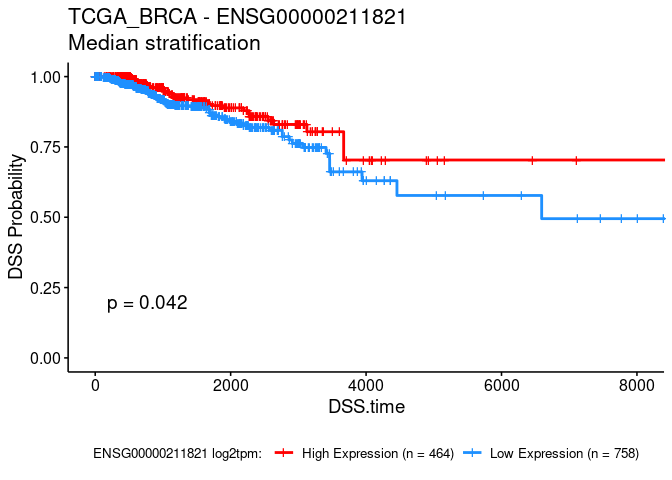 TCGA_BRCA - ENSG00000211821
Median stratification
1.00
0.75
0.50
0.25
0.00
DSS Probability
p = 0.042
0 2000 4000 6000 8000
DSS.time
ENSG00000211821 log2tpm: High Expression (n = 464) Low Expression (n = 758)